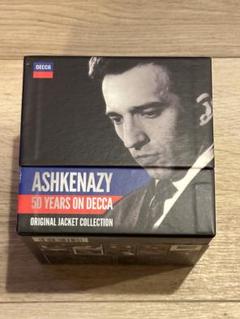 DECCA
ASHKENAZY
50 YEARS ON DECCA
ORIGINAL JACKET COLLECTION